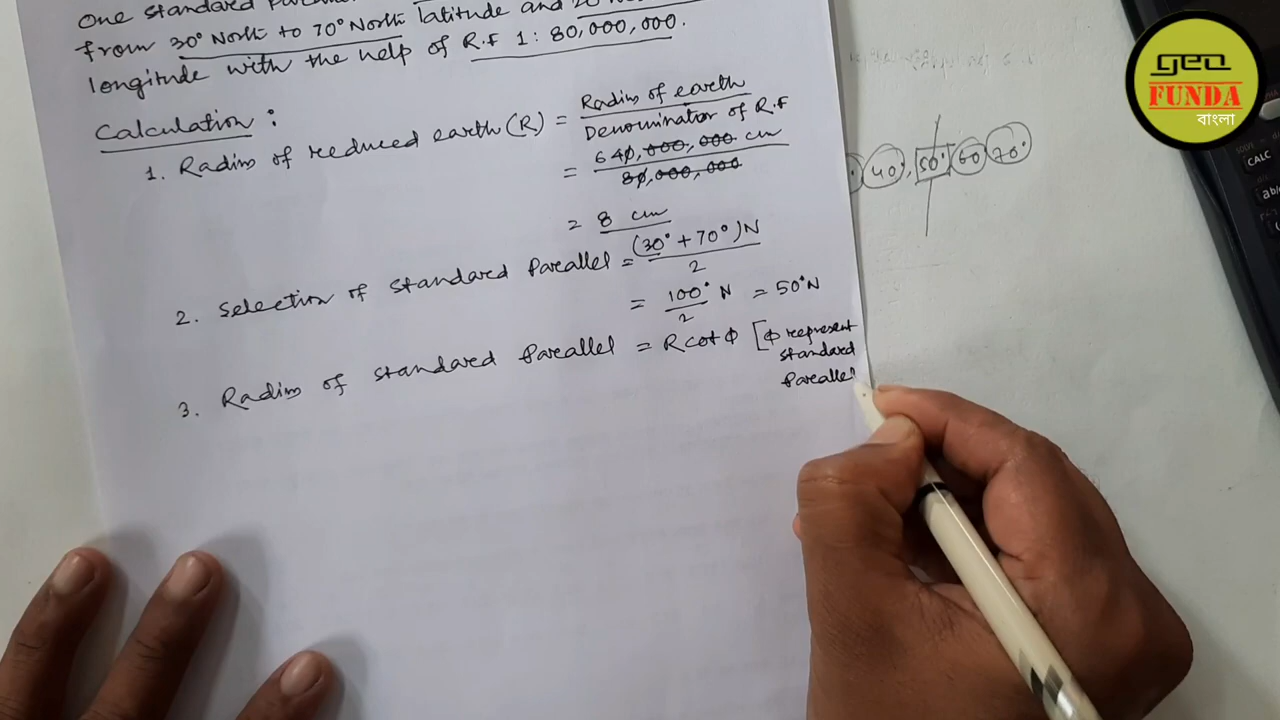 One standard
from 30° North to 70° North latitude and
longitude with the help of R.F 1: 80,000,000.
Calculation :
1. Radius of reduced earth (R) = Radius of earth
Denominator of R.F
= 640,000,000 cm
80,000,000
= 8 cm
2. Selection of standard Parallel = (30° + 70°)N
2
= 100° N = 50°N
2
3. Radius of standard Parallel = R cot φ [φ represent
standard
Parallel
40°, 50° 60 70°
geo
FUNDA
বাংলা
CALC